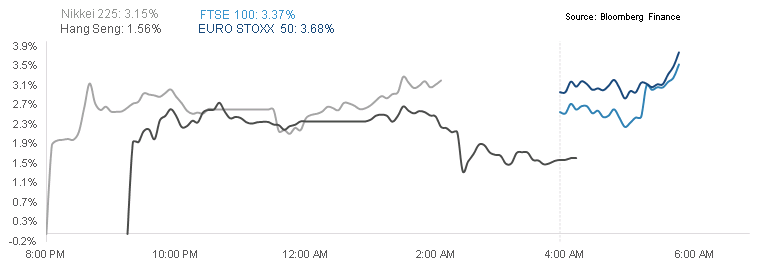 Nikkei 225: 3.15%
FTSE 100: 3.37%
Source: Bloomberg Finance
Hang Seng: 1.56%
EURO STOXX 50: 3.68%
3.9%
3.5%
3.1%
2.7%
2.3%
1.9%
1.5%
1.1%
0.7%
0.3%
-0.2%
8:00 PM
10:00 PM
12:00 AM
2:00 AM
4:00 AM
6:00 AM